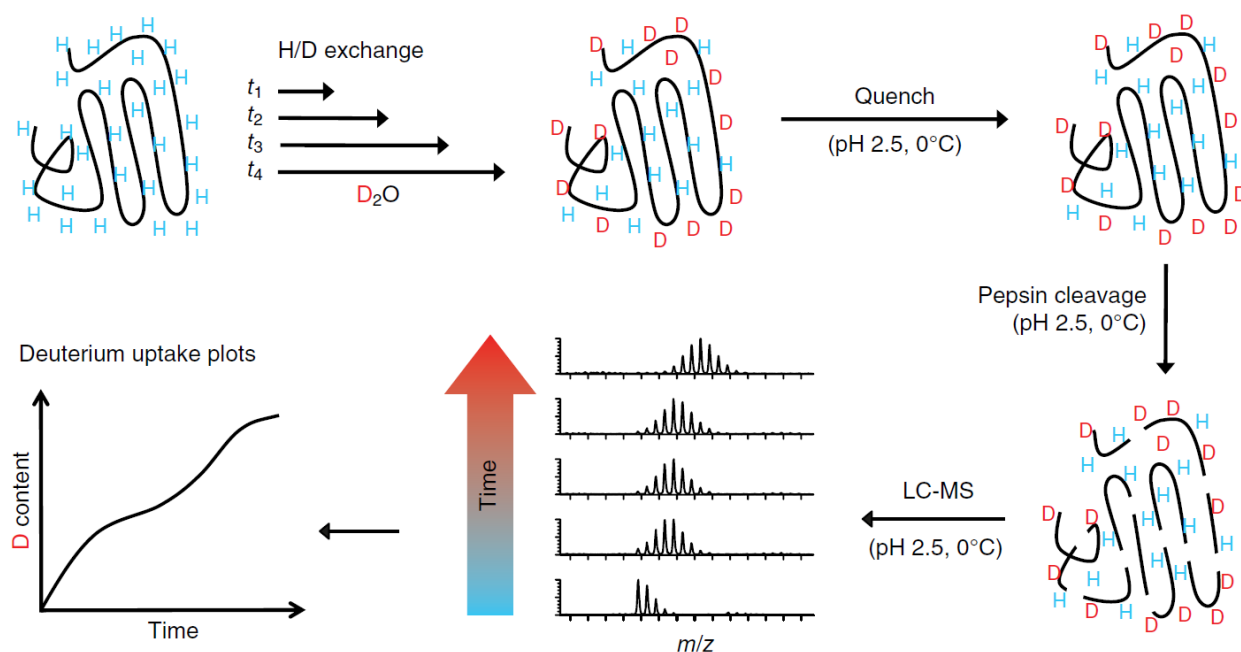 H/D exchange
t1
t2
t3
t4
D2O
Quench
(pH 2.5, 0°C)
Pepsin cleavage
(pH 2.5, 0°C)
LC-MS
(pH 2.5, 0°C)
Time
m/z
Deuterium uptake plots
D content
Time
H H H H H H H H H H H H H H H H H H H H H H H H H H H H
D H D D H D D H D H H D D H H H D H D H H H D H D D D D
D H D D H D D H D H H D D H H H D H D H H H D H D D D D
D H D D H D D H D H H D D H H H D H D H H H D H D D D D